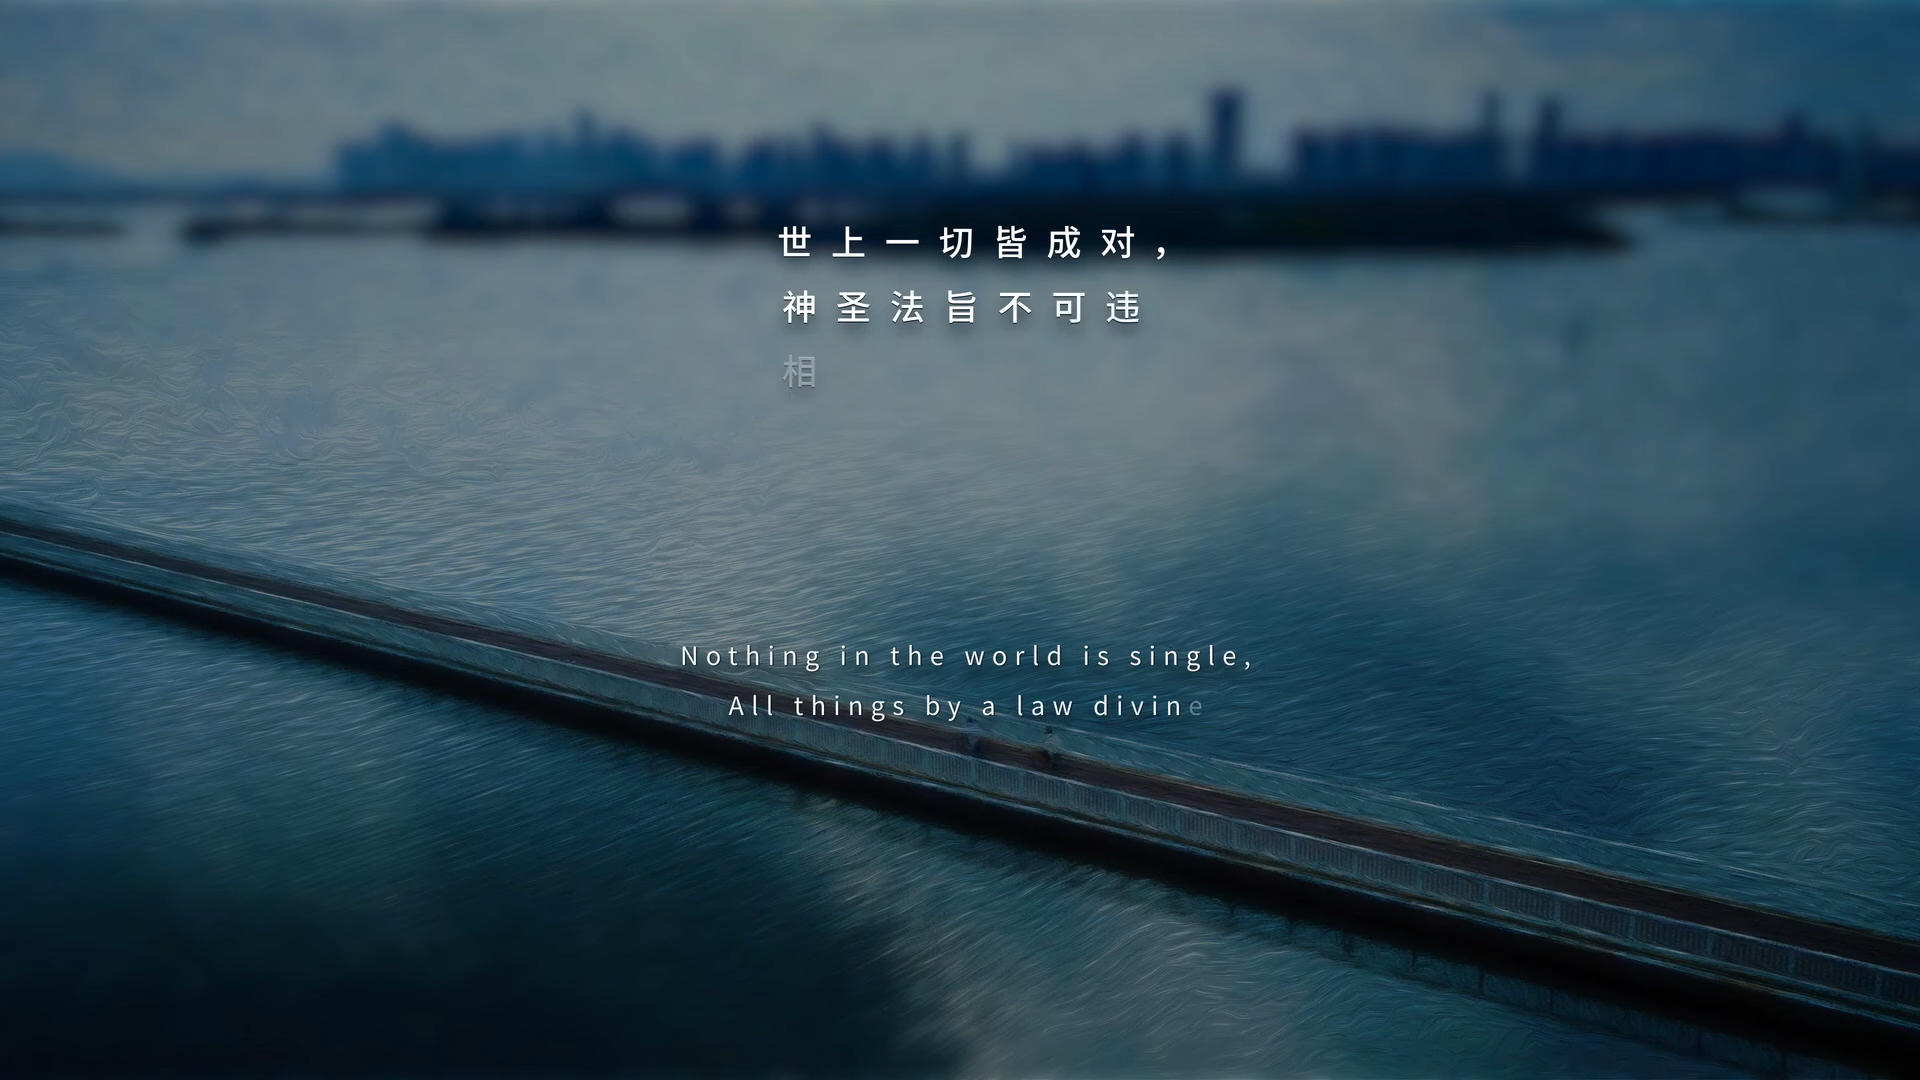 世上一切皆成对，
神圣法旨不可违
相
Nothing in the world is single,
All things by a law divine